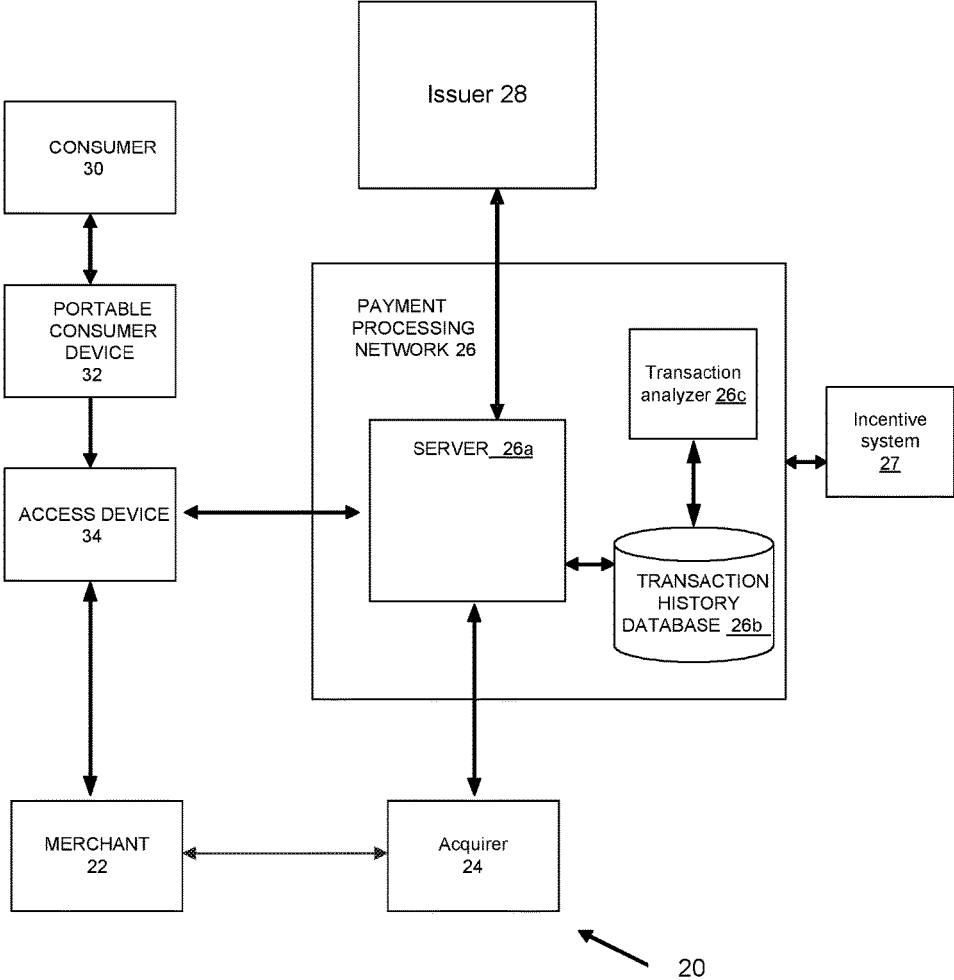 Issuer 28
CONSUMER
30
PORTABLE
CONSUMER
DEVICE
32
PAYMENT
PROCESSING
NETWORK 26
Transaction
analyzer 26c
Incentive
system
27
SERVER 26a
ACCESS DEVICE
34
TRANSACTION
HISTORY
DATABASE 26b
MERCHANT
22
Acquirer
24
20